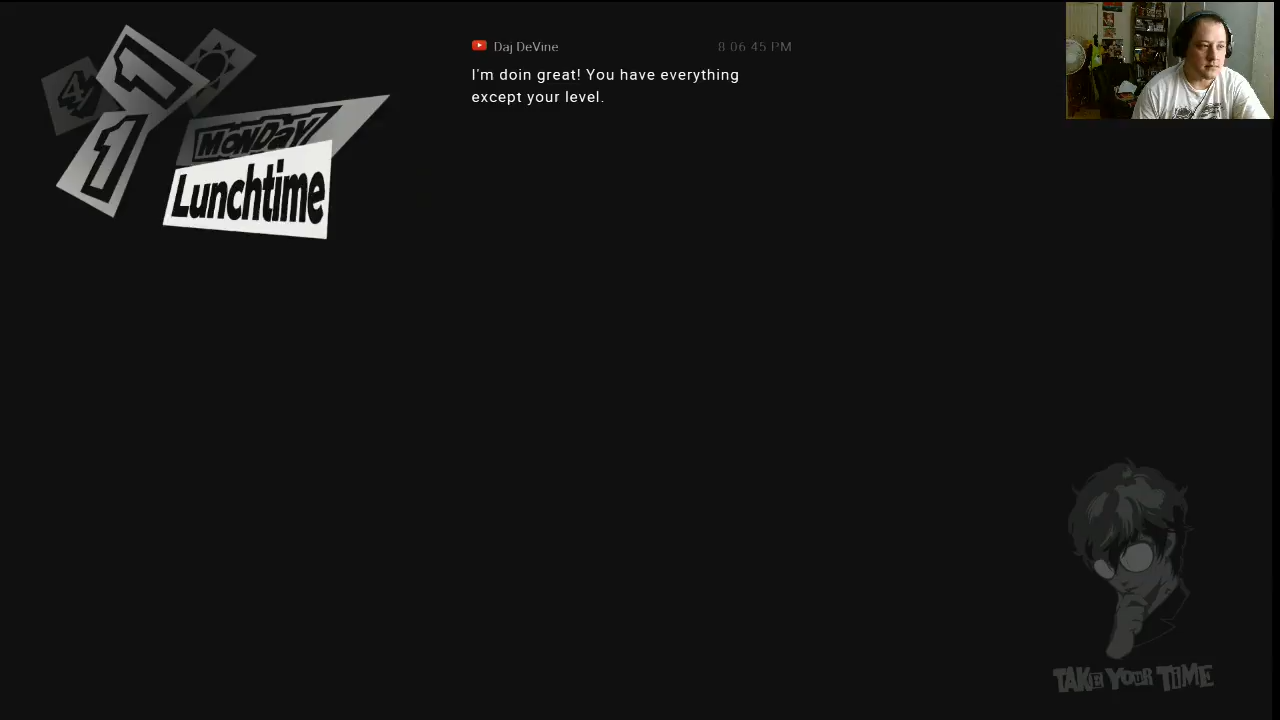 4
11
MONDAY
Lunchtime
Daj DeVine
8 06 45 PM
I'm doin great! You have everything
except your level.
TAKE YOUR TIME